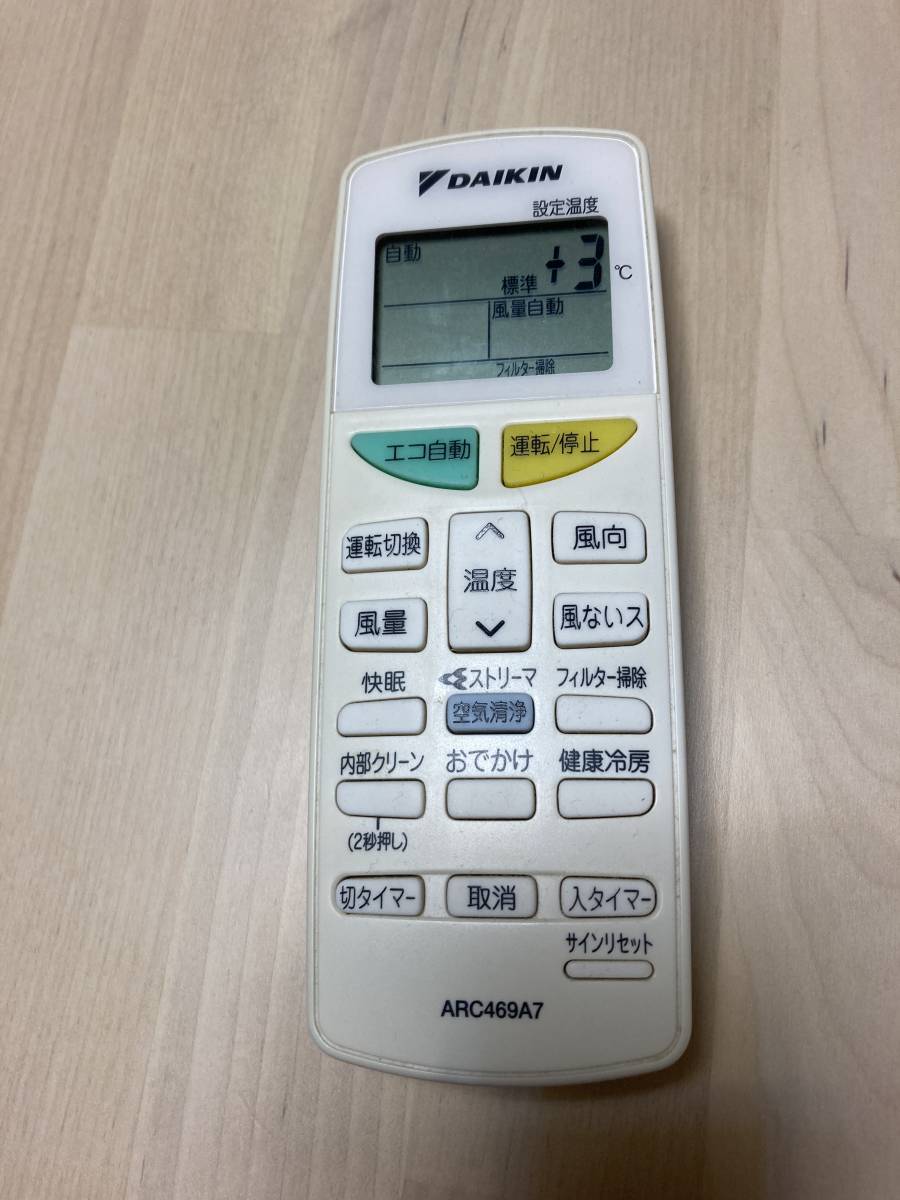 DAIKIN
設定温度
自動
標準 +3 ℃
風量自動
フィルター掃除
エコ自動 運転/停止
運転切換 温度 風向
風量 風ないス
快眠 ストリーマ フィルター掃除
空気清浄
内部クリーン おでかけ 健康冷房
(2秒押し)
切タイマー 取消 入タイマー
サインリセット
ARC469A7